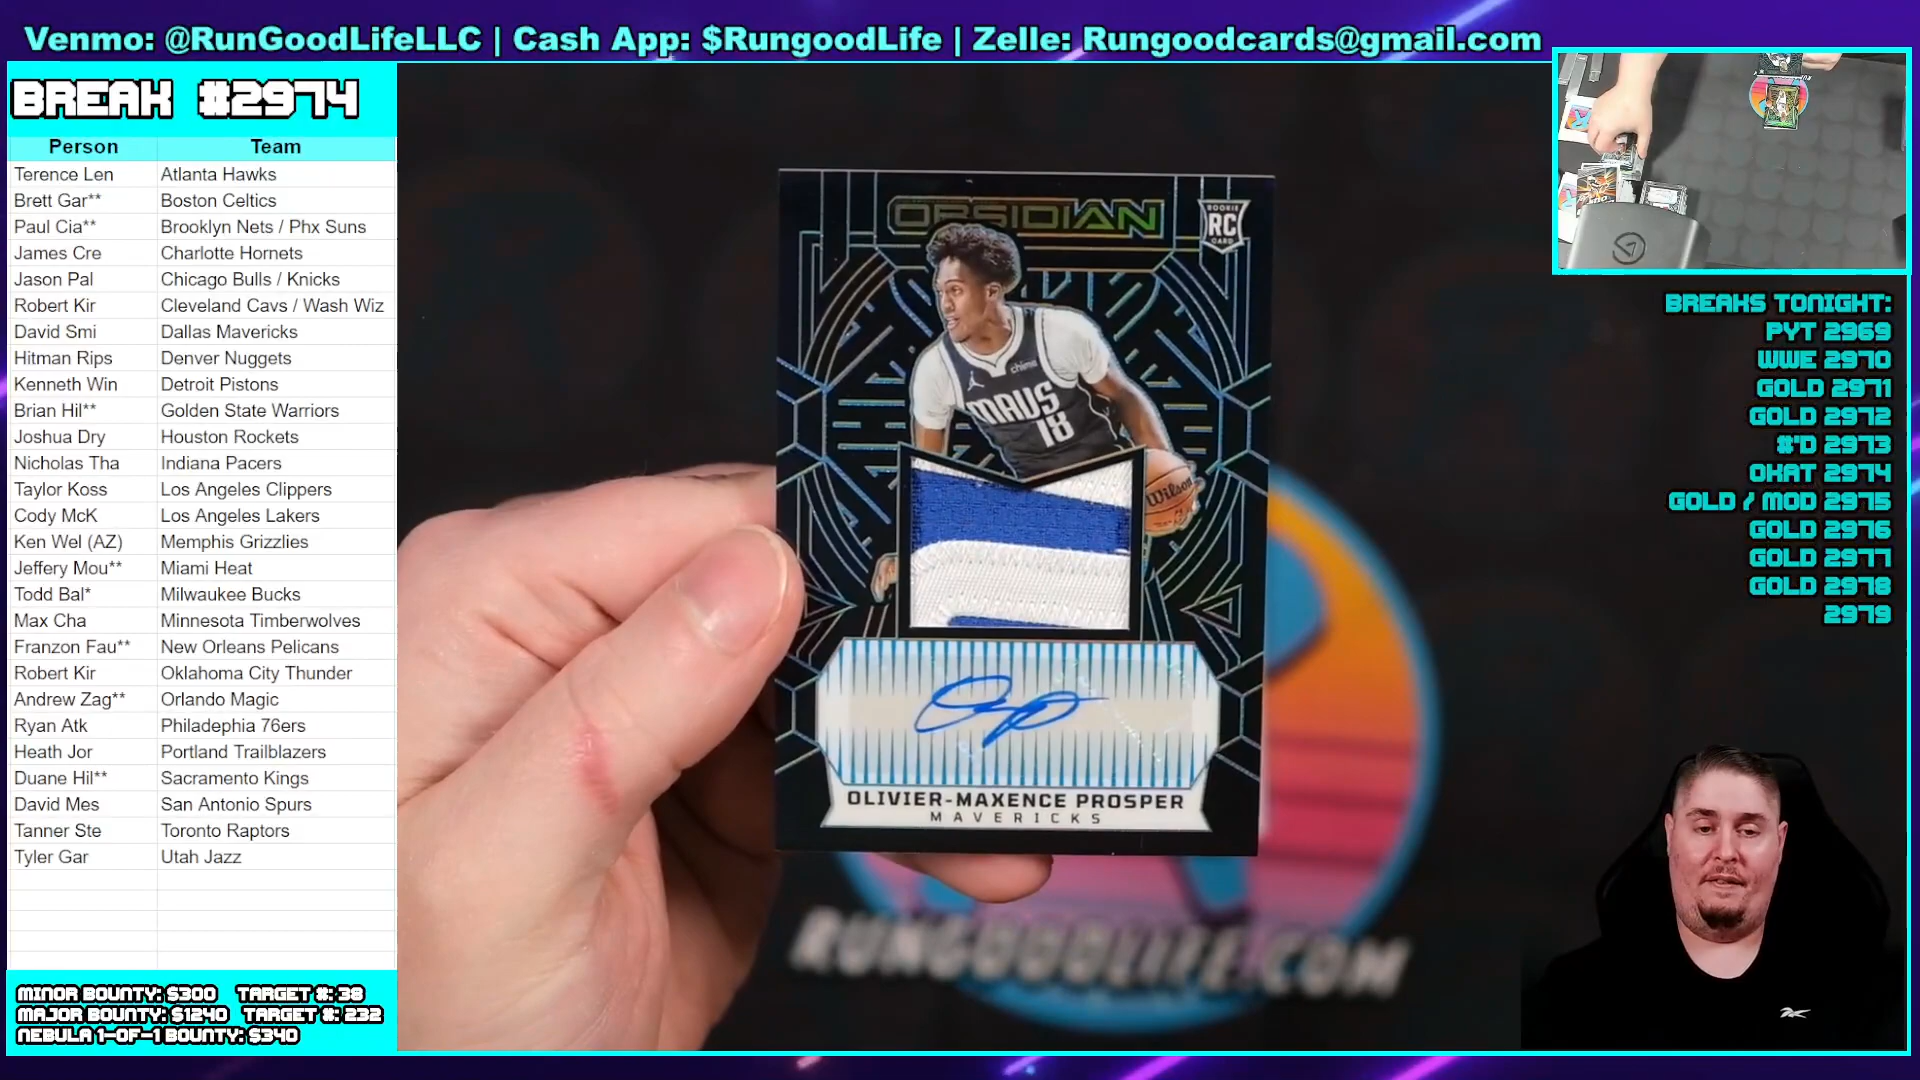 Venmo: @RunGoodLifeLLC | Cash App: $RungoodLife | Zelle: Rungoodcards@gmail.com
BREAK #2974
Person Team
Terence Len Atlanta Hawks
Brett Gar** Boston Celtics
Paul Cia** Brooklyn Nets / Phx Suns
James Cre Charlotte Hornets
Jason Pal Chicago Bulls / Knicks
Robert Kir Cleveland Cavs / Wash Wiz
David Smi Dallas Mavericks
Hitman Rips Denver Nuggets
Kenneth Win Detroit Pistons
Brian Hil** Golden State Warriors
Joshua Dry Houston Rockets
Nicholas Tha Indiana Pacers
Taylor Koss Los Angeles Clippers
Cody McK Los Angeles Lakers
Ken Wel (AZ) Memphis Grizzlies
Jeffery Mou** Miami Heat
Todd Bal* Milwaukee Bucks
Max Cha Minnesota Timberwolves
Franzon Fau** New Orleans Pelicans
Robert Kir Oklahoma City Thunder
Andrew Zag** Orlando Magic
Ryan Atk Philadephia 76ers
Heath Jor Portland Trailblazers
Duane Hil** Sacramento Kings
David Mes San Antonio Spurs
Tanner Ste Toronto Raptors
Tyler Gar Utah Jazz
MINOR BOUNTY: $300 TARGET #: 38
MAJOR BOUNTY: $1240 TARGET #: 232
NEBULA 1-OF-1 BOUNTY: $340
OBSIDIAN
ROOKIE
RC
CARD
chime
MAVS
18
Wilson
OLIVIER-MAXENCE PROSPER
MAVERICKS
RUNGOODLIFE.COM
BREAKS TONIGHT:
PYT 2969
WWE 2970
GOLD 2971
GOLD 2972
#'D 2973
OKAT 2974
GOLD / MOD 2975
GOLD 2976
GOLD 2977
GOLD 2978
2979